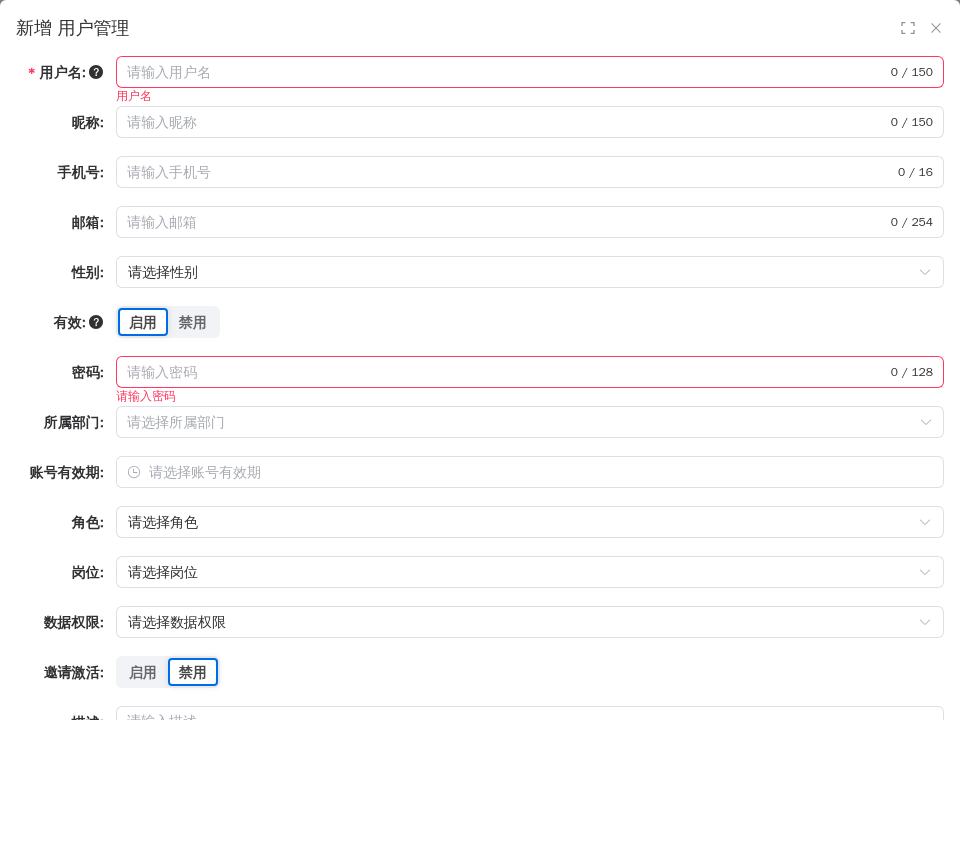 新增 用户管理
* 用户名:? 请输入用户名 0 / 150
用户名
昵称: 请输入昵称 0 / 150
手机号: 请输入手机号 0 / 16
邮箱: 请输入邮箱 0 / 254
性别: 请选择性别
有效:? 启用 禁用
密码: 请输入密码 0 / 128
请输入密码
所属部门: 请选择所属部门
账号有效期: 请选择账号有效期
角色: 请选择角色
岗位: 请选择岗位
数据权限: 请选择数据权限
邀请激活: 启用 禁用
描述: 请输入描述